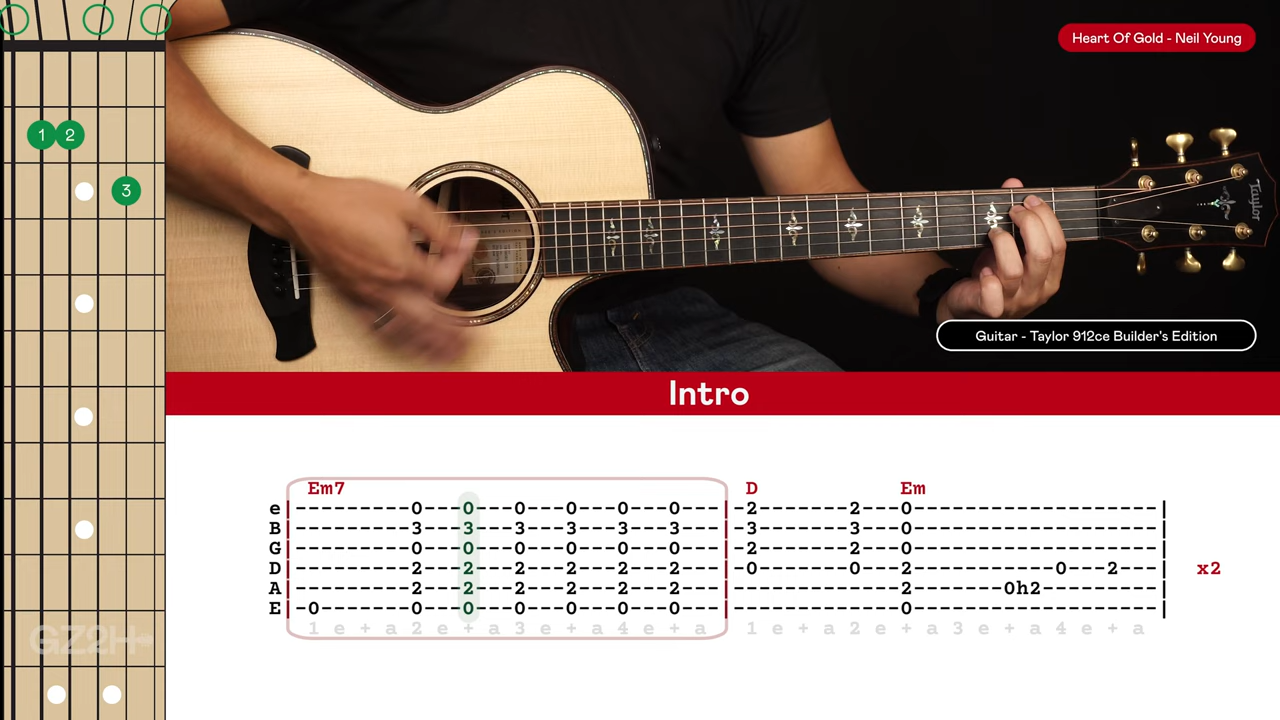 Heart Of Gold - Neil Young
Taylor
1 2
3
Guitar - Taylor 912ce Builder's Edition
Intro
Em7 D Em
e|-----------0---0---0---0---0---0---|-2-------2---0-------------------|
B|-----------3---3---3---3---3---3---|-3-------3---0-------------------|
G|-----------0---0---0---0---0---0---|-2-------2---0-------------------|
D|-----------2---2---2---2---2---2---|-0-------0---2-----------0---2---| x2
A|-----------2---2---2---2---2---2---|-------------2-------0h2---------|
E|-0---------0---0---0---0---0---0---|-------------0-------------------|
1 e + a 2 e + a 3 e + a 4 e + a 1 e + a 2 e + a 3 e + a 4 e + a
GZ2H